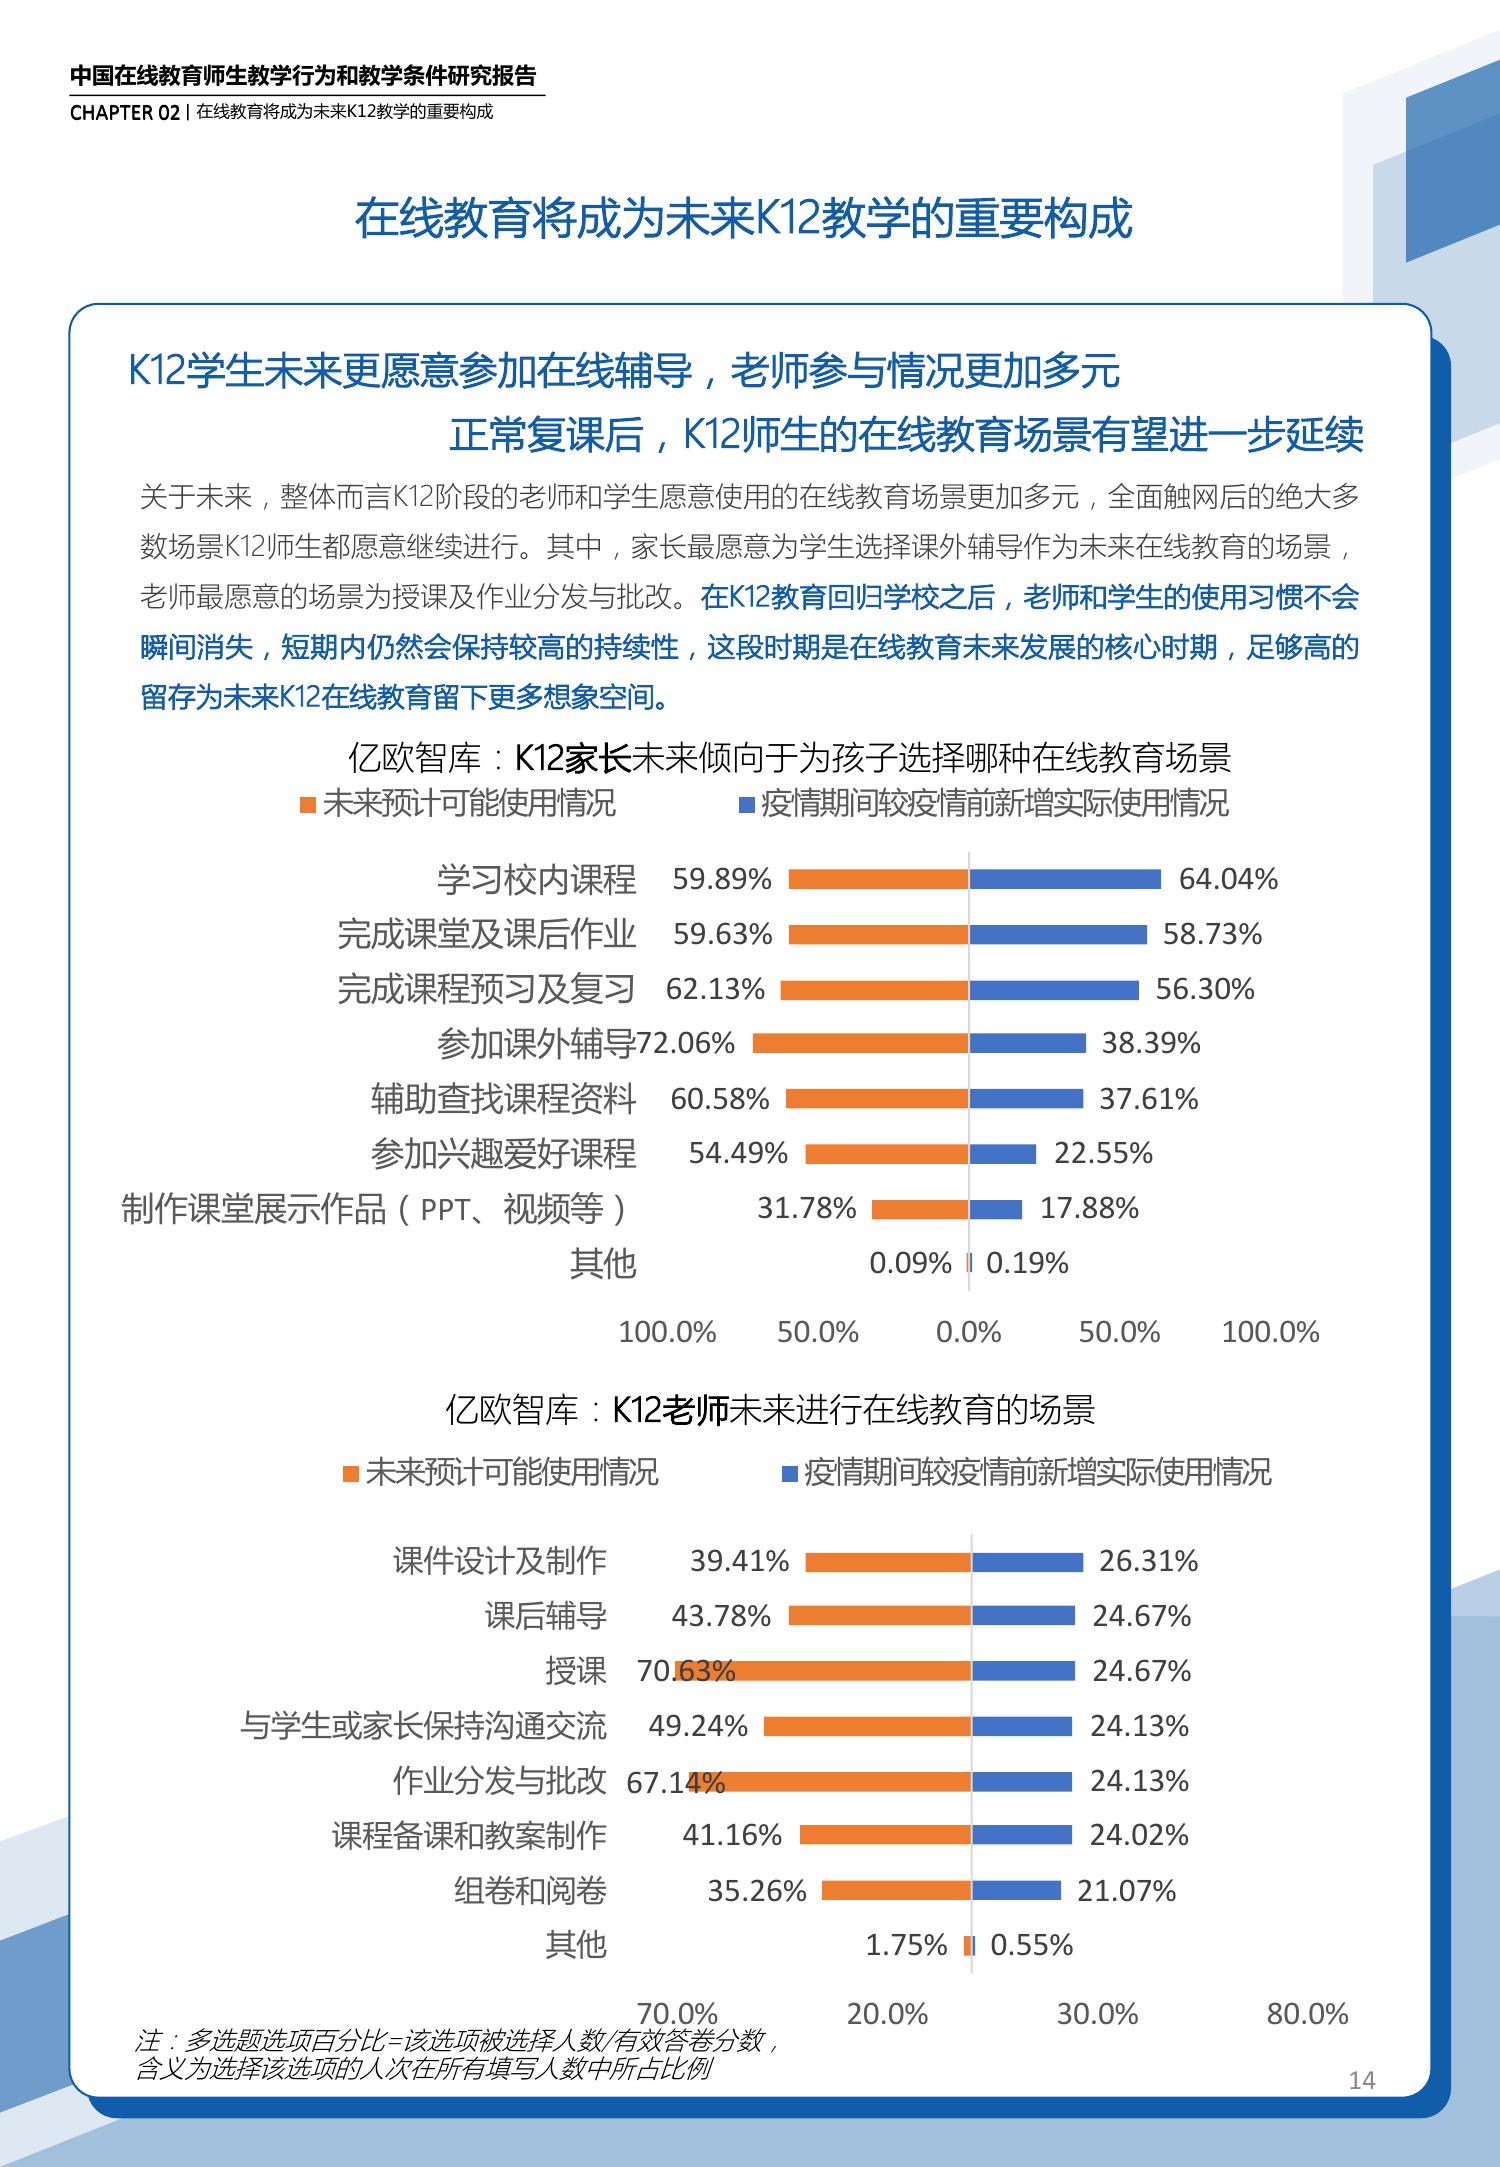 中国在线教育师生教学行为和教学条件研究报告
CHAPTER 02 | 在线教育将成为未来K12教学的重要构成
在线教育将成为未来K12教学的重要构成
K12学生未来更愿意参加在线辅导，老师参与情况更加多元
正常复课后，K12师生的在线教育场景有望进一步延续
关于未来，整体而言K12阶段的老师和学生愿意使用的在线教育场景更加多元，全面触网后的绝大多
数场景K12师生都愿意继续进行。其中，家长最愿意为学生选择课外辅导作为未来在线教育的场景，
老师最愿意的场景为授课及作业分发与批改。在K12教育回归学校之后，老师和学生的使用习惯不会
瞬间消失，短期内仍然会保持较高的持续性，这段时期是在线教育未来发展的核心时期，足够高的
留存为未来K12在线教育留下更多想象空间。
亿欧智库：K12家长未来倾向于为孩子选择哪种在线教育场景
未来预计可能使用情况 疫情期间较疫情前新增实际使用情况
学习校内课程 59.89% 64.04%
完成课堂及课后作业 59.63% 58.73%
完成课程预习及复习 62.13% 56.30%
参加课外辅导 72.06% 38.39%
辅助查找课程资料 60.58% 37.61%
参加兴趣爱好课程 54.49% 22.55%
制作课堂展示作品（PPT、视频等） 31.78% 17.88%
其他 0.09% 0.19%
100.0% 50.0% 0.0% 50.0% 100.0%
亿欧智库：K12老师未来进行在线教育的场景
未来预计可能使用情况 疫情期间较疫情前新增实际使用情况
课件设计及制作 39.41% 26.31%
课后辅导 43.78% 24.67%
授课 70.63% 24.67%
与学生或家长保持沟通交流 49.24% 24.13%
作业分发与批改 67.14% 24.13%
课程备课和教案制作 41.16% 24.02%
组卷和阅卷 35.26% 21.07%
其他 1.75% 0.55%
70.0% 20.0% 30.0% 80.0%
注：多选题选项百分比=该选项被选择人数/有效答卷分数，
含义为选择该选项的人次在所有填写人数中所占比例
14